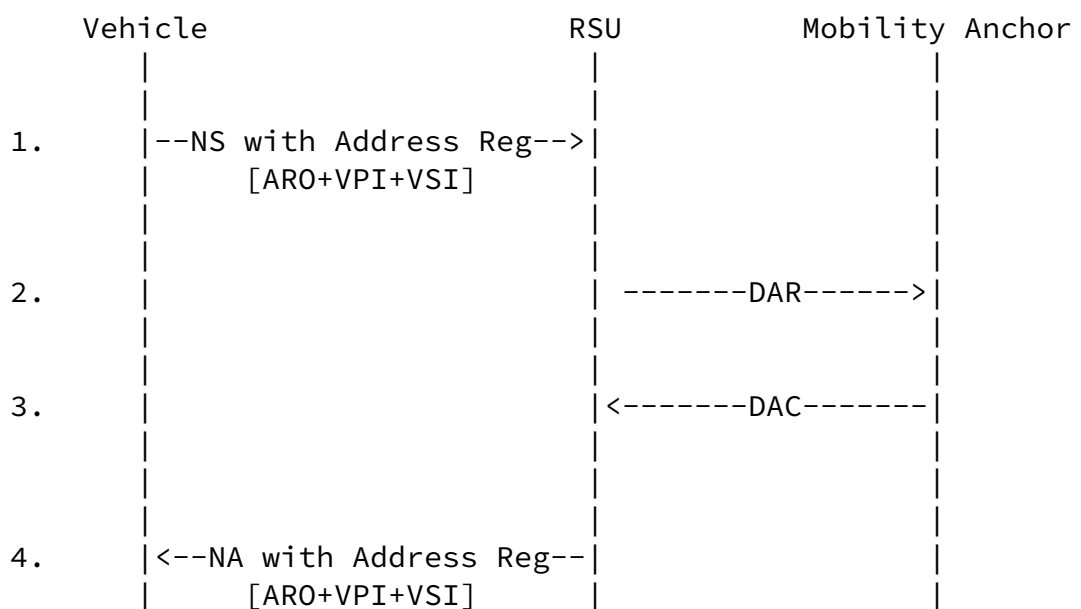 Vehicle RSU Mobility Anchor
1. |--NS with Address Reg-->|
[ARO+VPI+VSI]
2. -------DAR------>|
3. |<-------DAC-------|
4. |<--NA with Address Reg--|
[ARO+VPI+VSI]